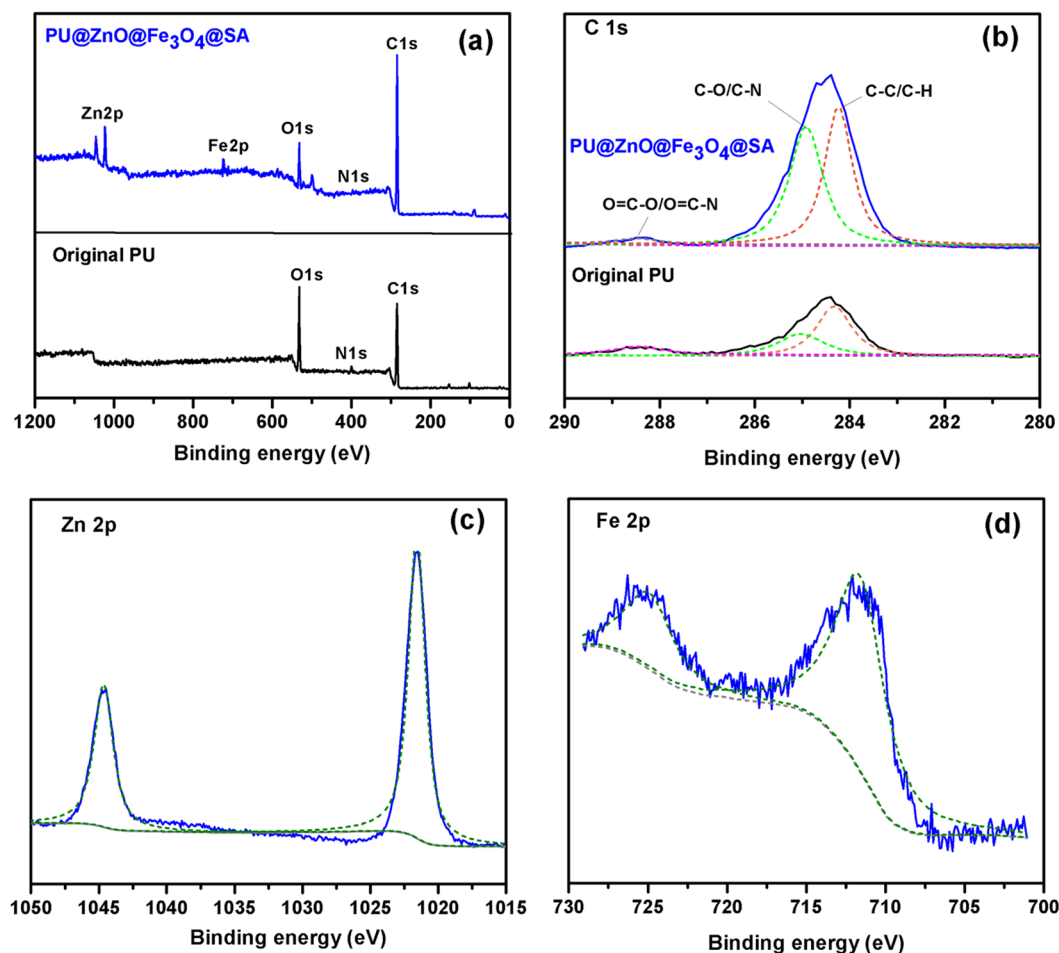 PU@ZnO@Fe3O4@SA
(a)
C1s
Zn2p
O1s
Fe2p
N1s
Original PU
O1s
C1s
N1s
1200 1000 800 600 400 200 0
Binding energy (eV)
C 1s
(b)
C-O/C-N
C-C/C-H
PU@ZnO@Fe3O4@SA
O=C-O/O=C-N
Original PU
290 288 286 284 282 280
Binding energy (eV)
Zn 2p
(c)
1050 1045 1040 1035 1030 1025 1020 1015
Binding energy (eV)
Fe 2p
(d)
730 725 720 715 710 705 700
Binding energy (eV)